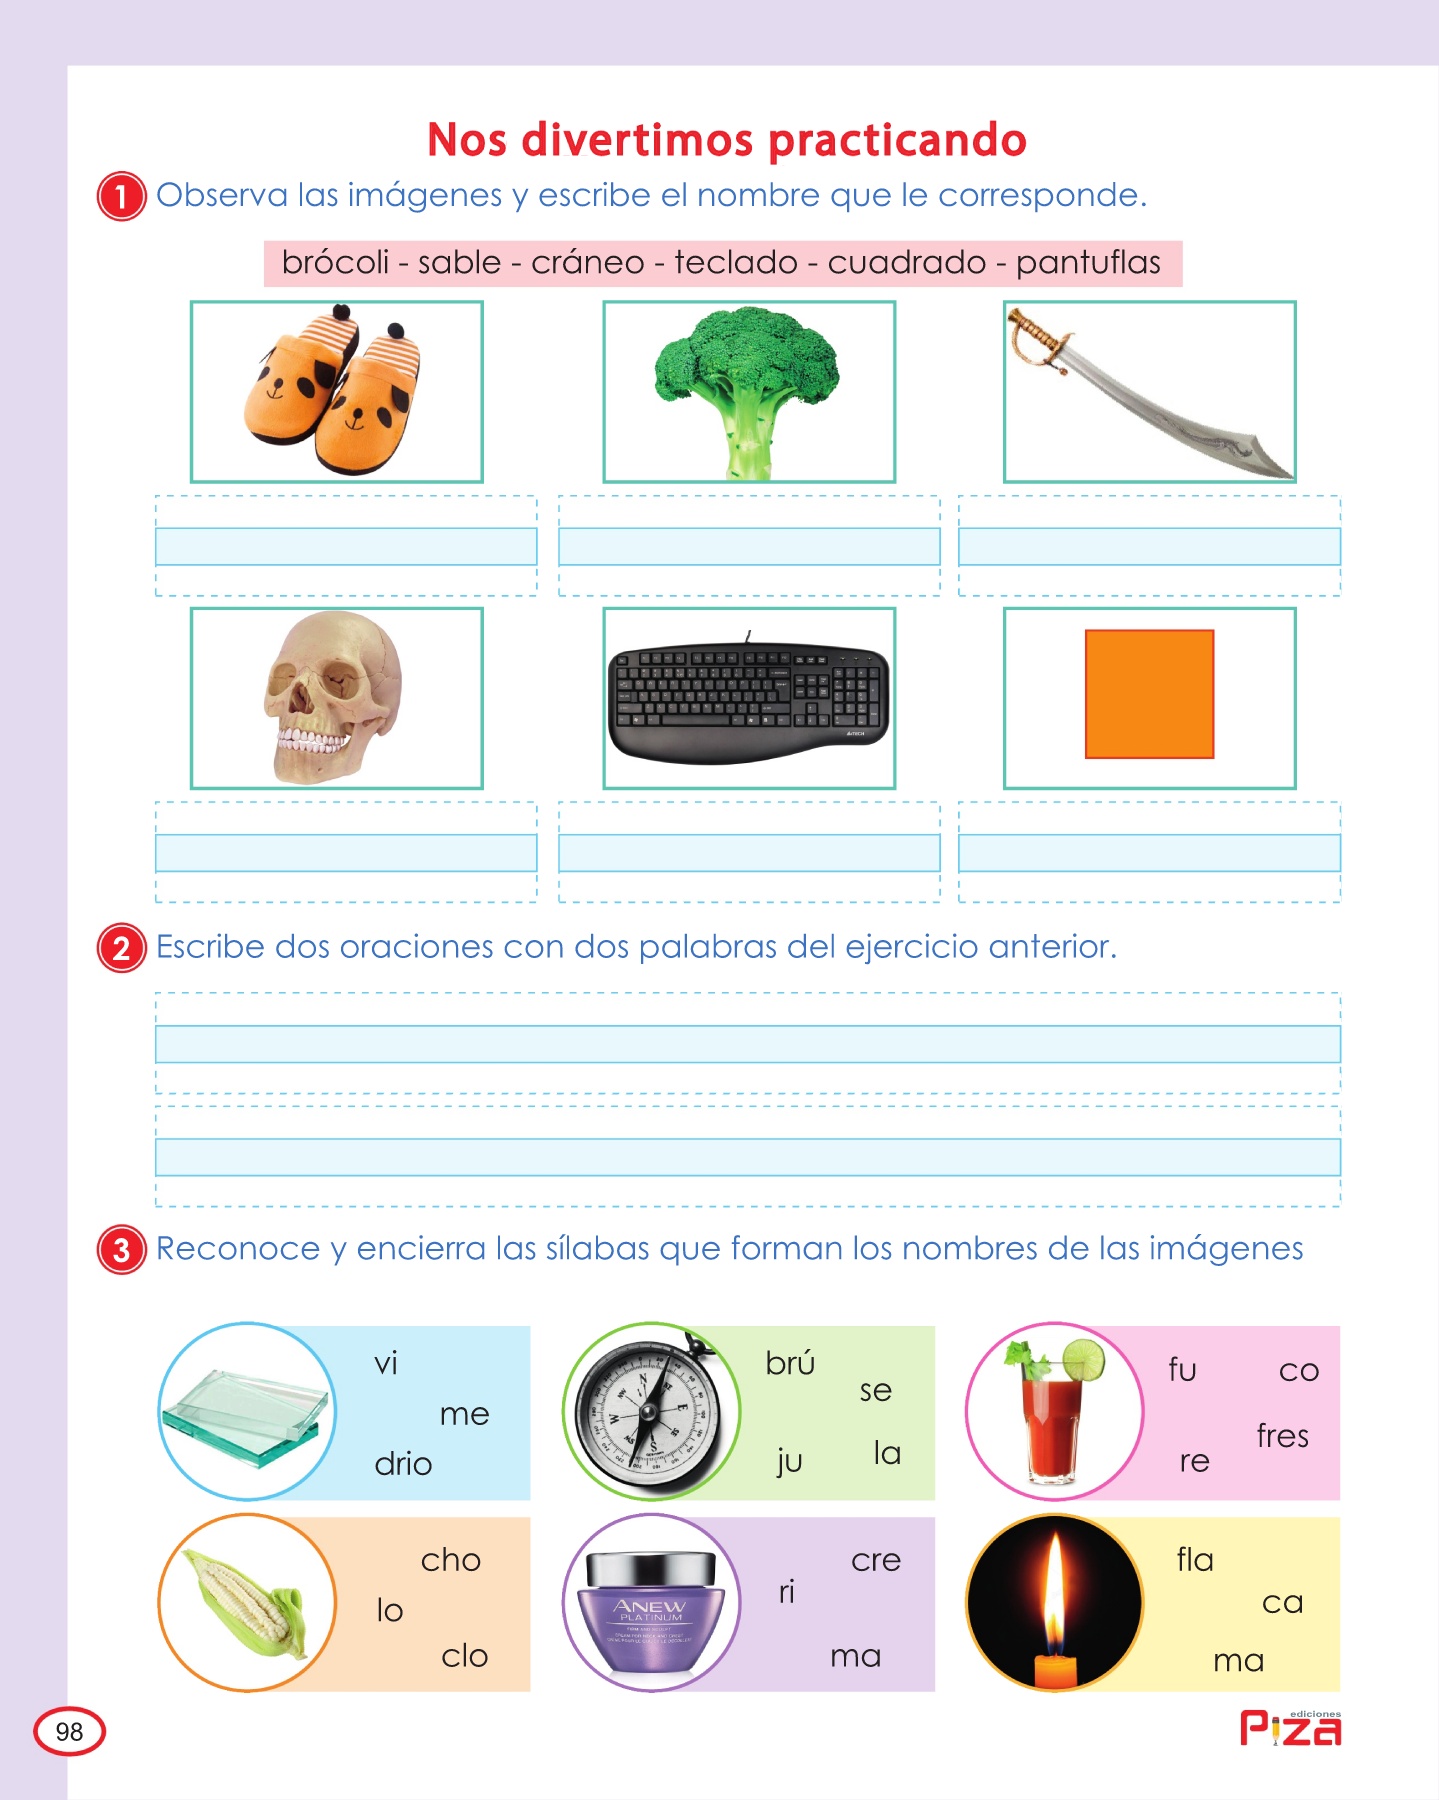 Nos divertimos practicando
1 Observa las imágenes y escribe el nombre que le corresponde.
brócoli - sable - cráneo - teclado - cuadrado - pantuflas
A4TECH
2 Escribe dos oraciones con dos palabras del ejercicio anterior.
3 Reconoce y encierra las sílabas que forman los nombres de las imágenes
vi
me
drio
N
E
S
W
brú
se
ju
la
fu
co
fres
re
cho
lo
clo
ANEW
PLATINUM
cre
ri
ma
fla
ca
ma
98
ediciones
Piza